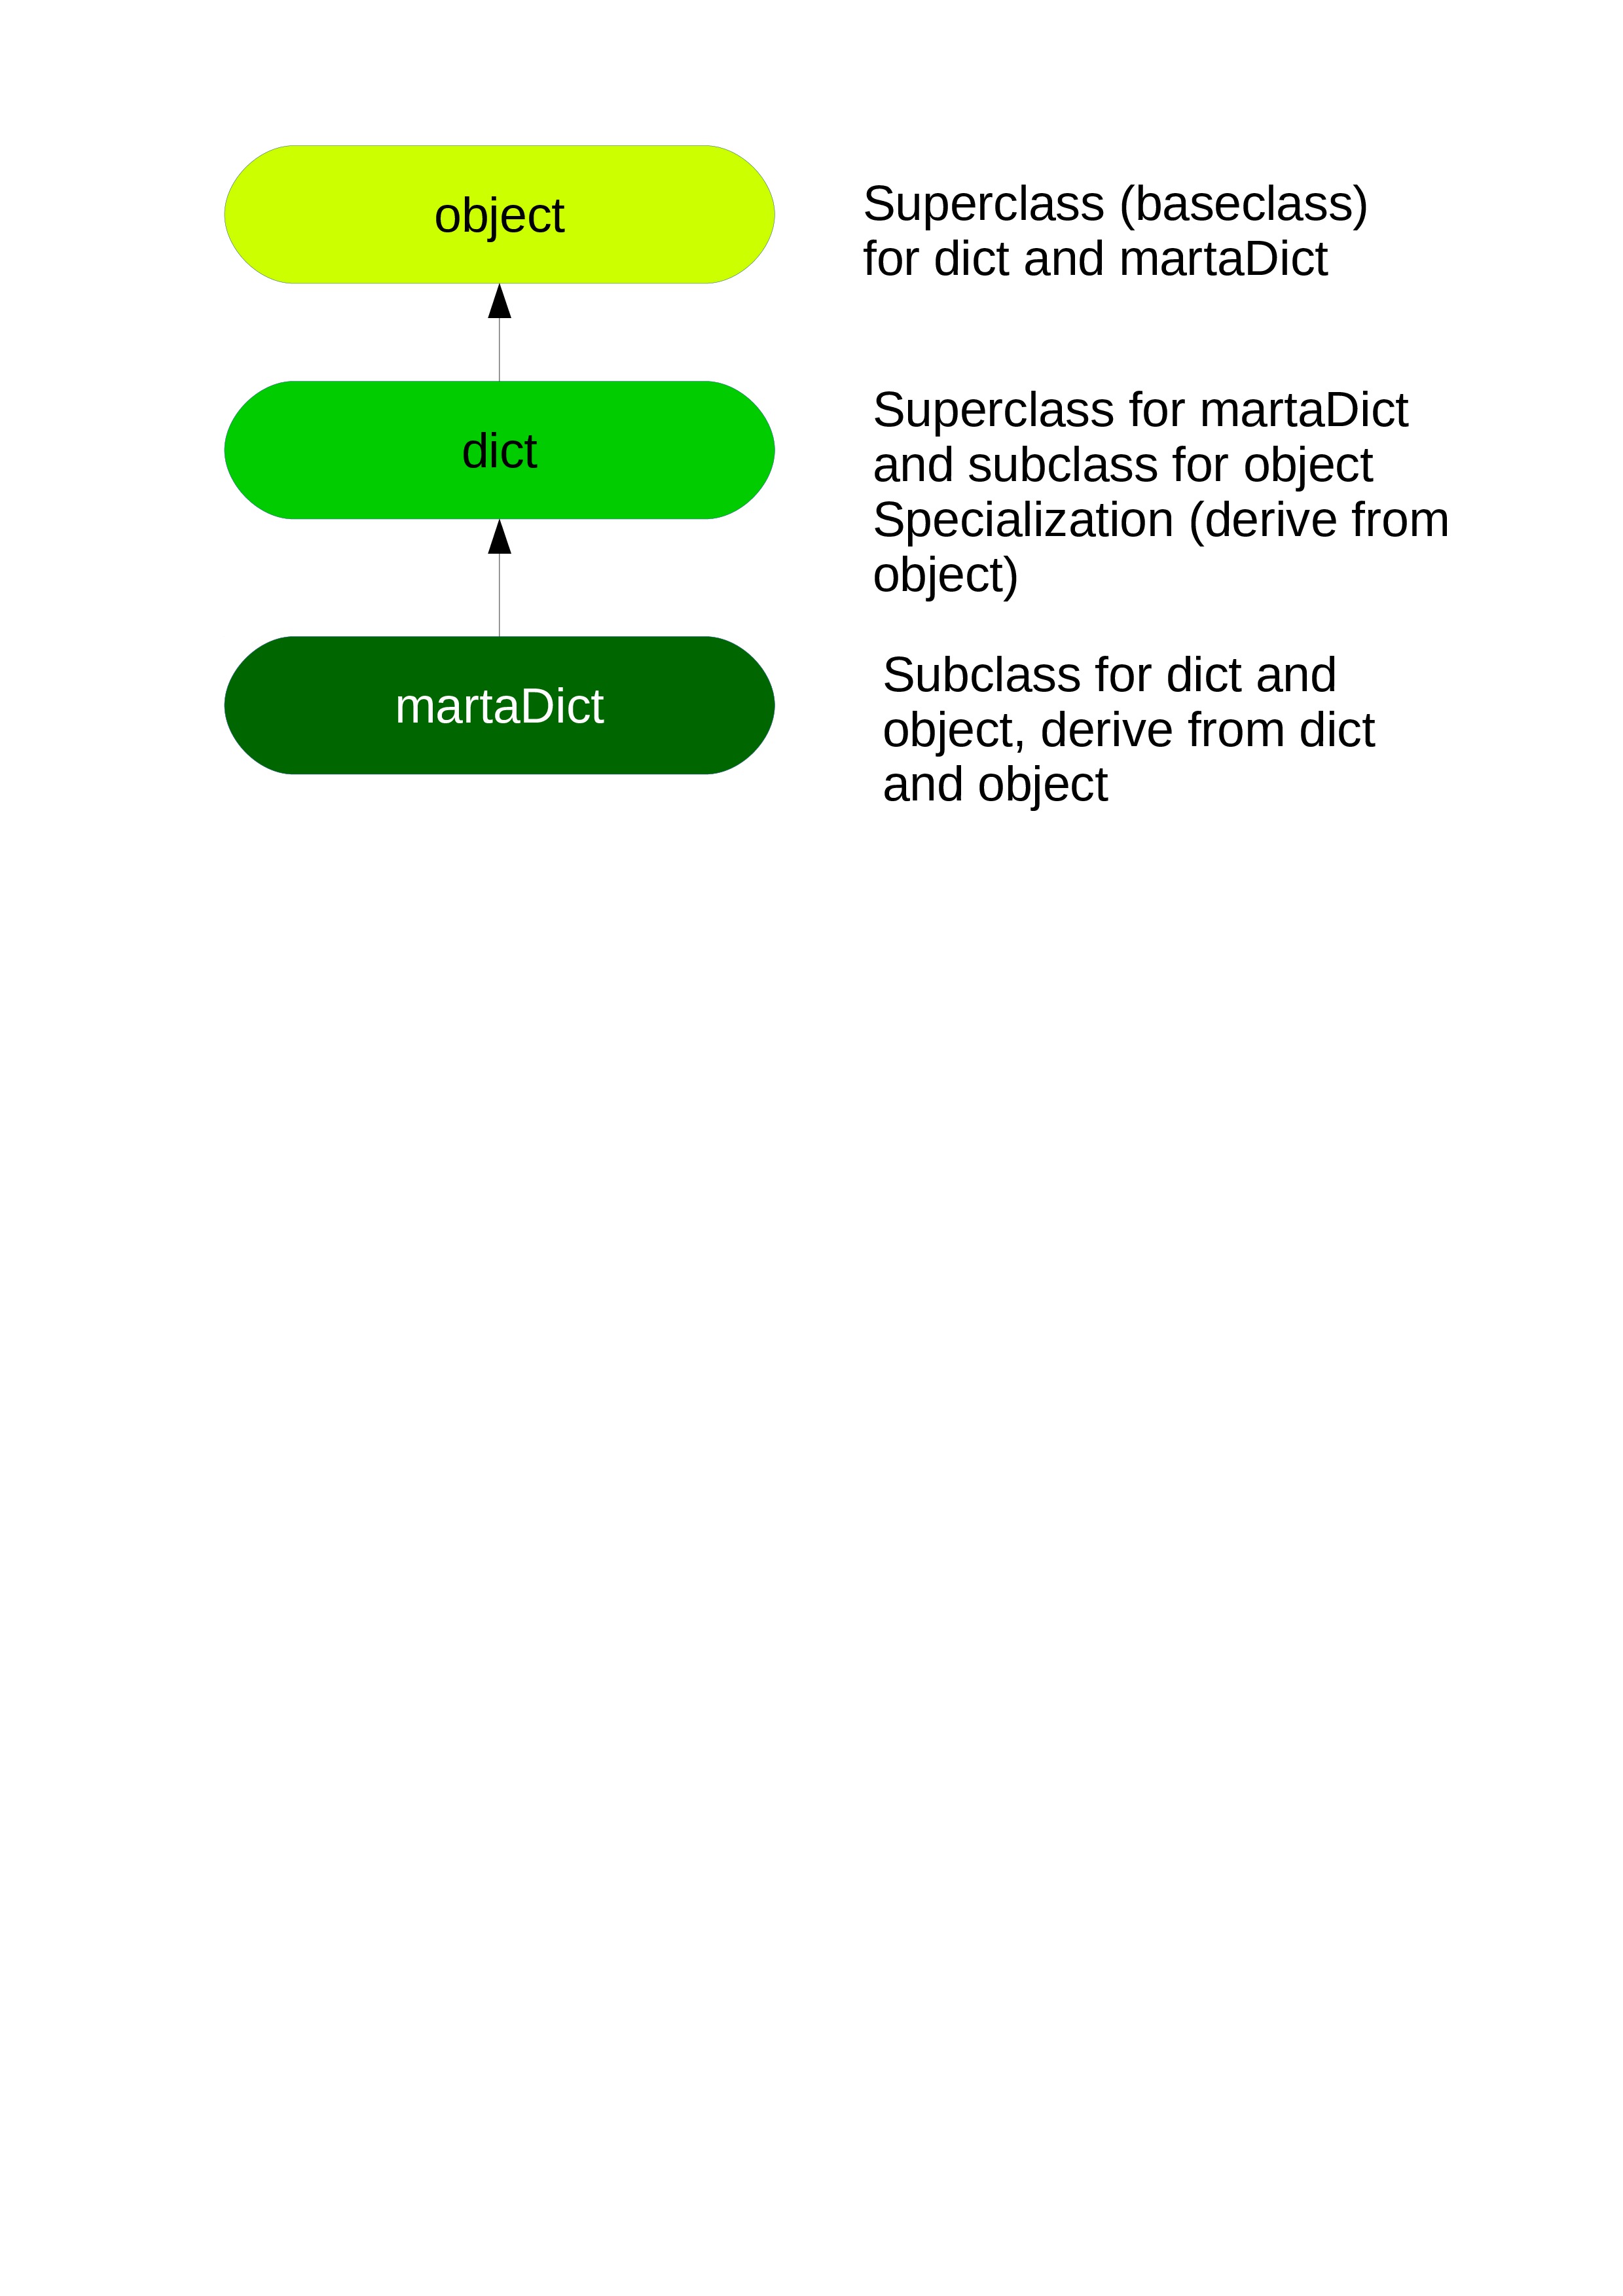 object
Superclass (baseclass)
for dict and martaDict
dict
Superclass for martaDict
and subclass for object
Specialization (derive from
object)
martaDict
Subclass for dict and
object, derive from dict
and object